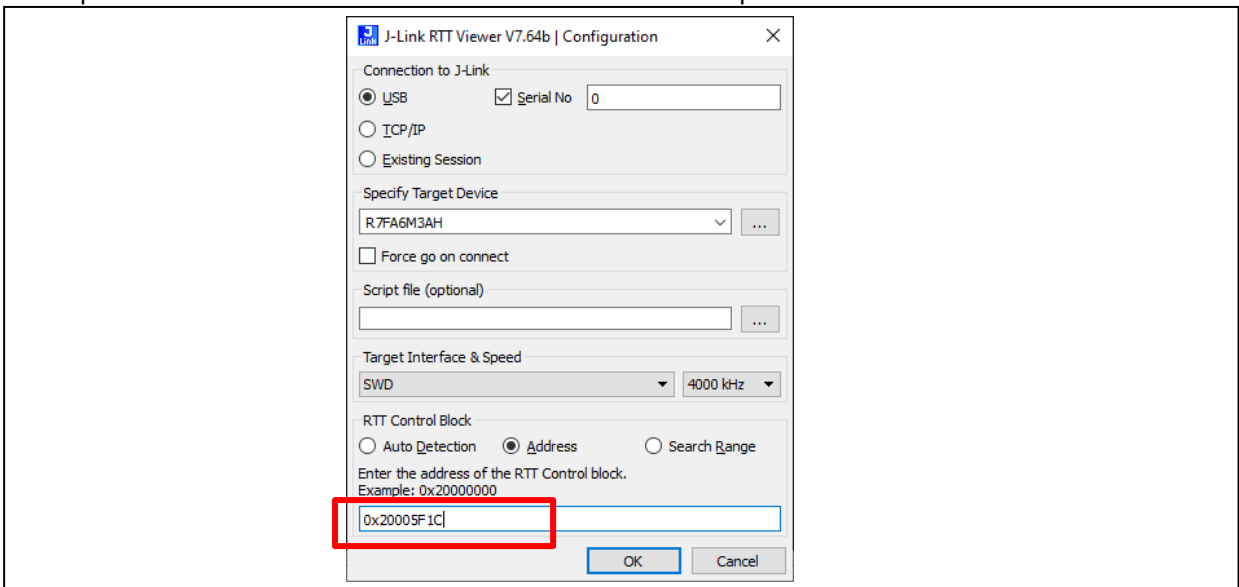 J-Link RTT Viewer V7.64b | Configuration
Connection to J-Link
USB Serial No 0
TCP/IP
Existing Session
Specify Target Device
R7FA6M3AH ...
Force go on connect
Script file (optional)
...
Target Interface & Speed
SWD 4000 kHz
RTT Control Block
Auto Detection Address Search Range
Enter the address of the RTT Control block.
Example: 0x20000000
0x20005F1C
OK Cancel